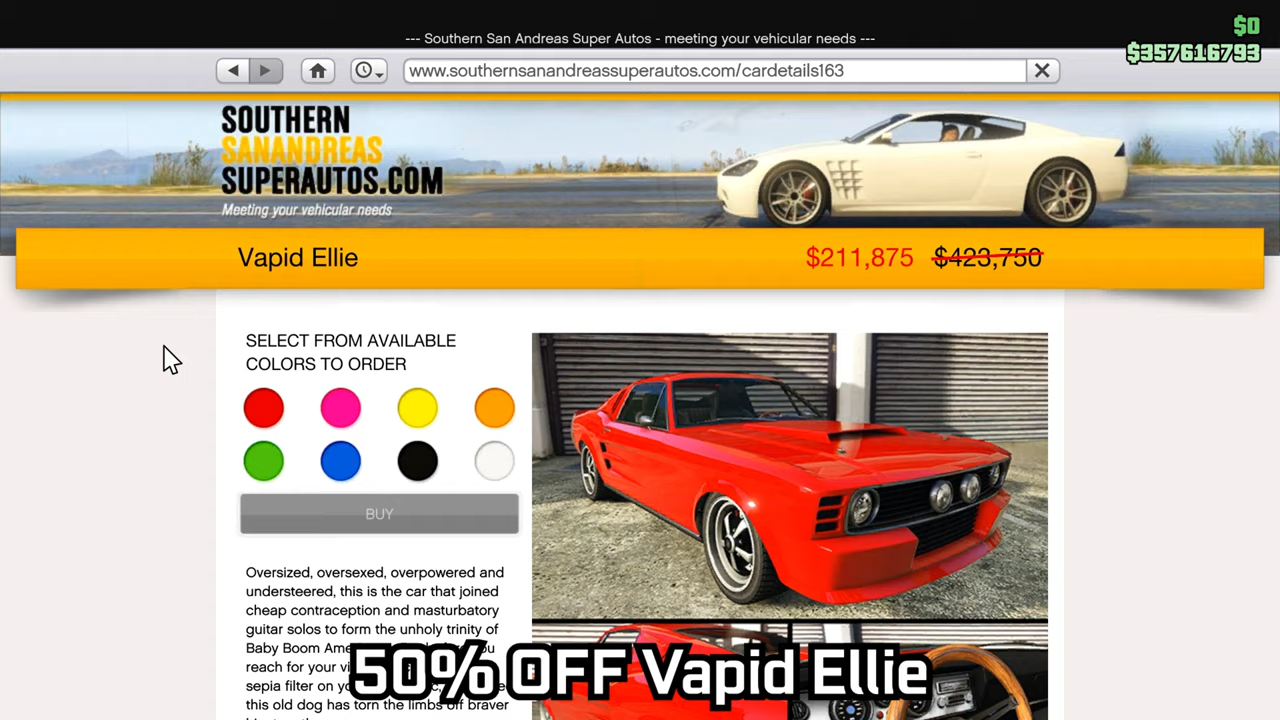 $0
--- Southern San Andreas Super Autos - meeting your vehicular needs ---
$357616793
www.southernsanandreassuperautos.com/cardetails163
SOUTHERN
SANANDREAS
SUPERAUTOS.COM
Meeting your vehicular needs
Vapid Ellie
$211,875 $423,750
SELECT FROM AVAILABLE
COLORS TO ORDER
BUY
Oversized, oversexed, overpowered and
understeered, this is the car that joined
cheap contraception and masturbatory
guitar solos to form the unholy trinity of
Baby Boom
reach for your
sepia filter on
this old dog has torn the limbs off braver
50% OFF Vapid Ellie